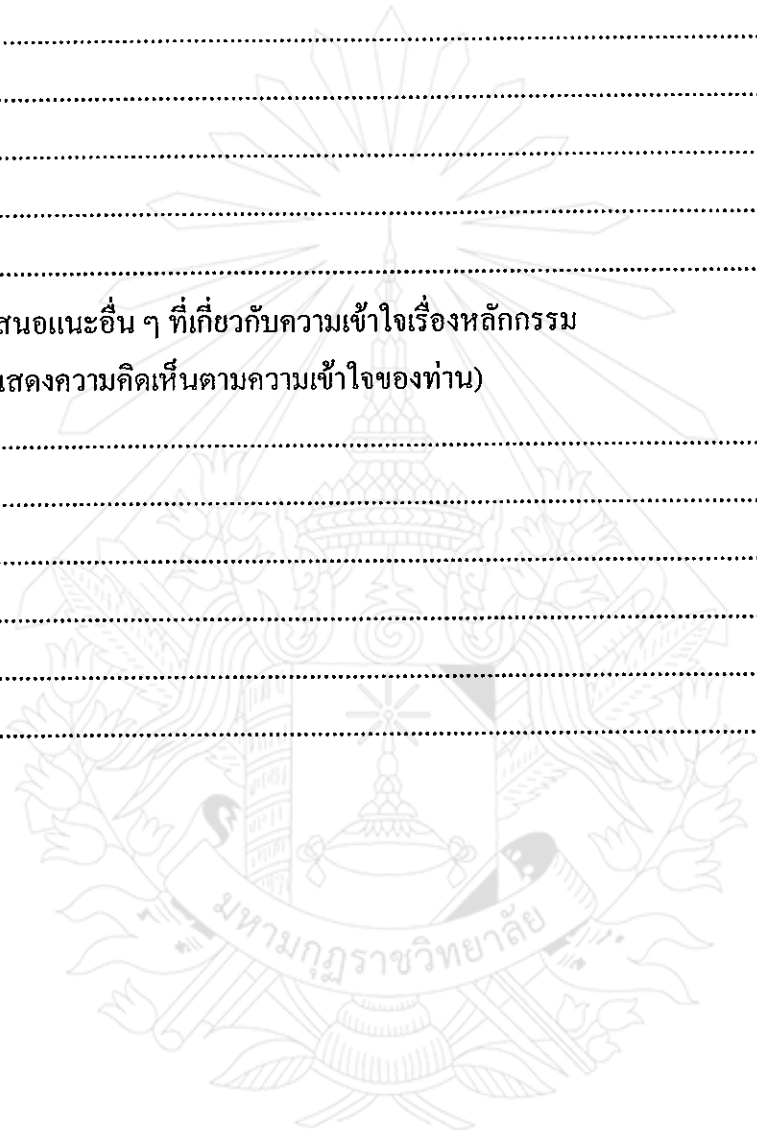 สนอแนะอื่น ๆ ที่เกี่ยวกับความเข้าใจเรื่องหลักกรรม
แสดงความคิดเห็นตามความเข้าใจของท่าน)
มหามกุฏราชวิทยาลัย